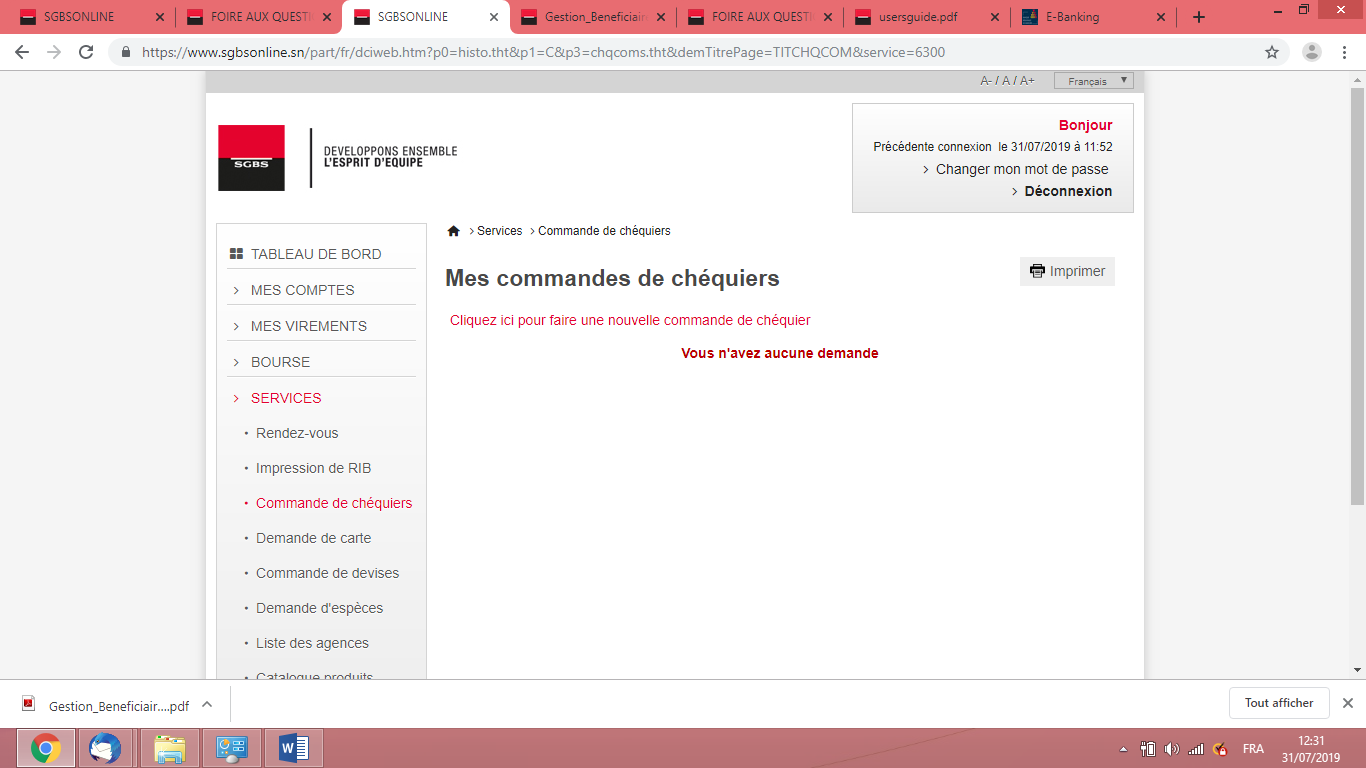 SGBSONLINE
FOIRE AUX QUESTI
SGBSONLINE
Gestion_Beneficiair
FOIRE AUX QUESTI
usersguide.pdf
E-Banking
https://www.sgbsonline.sn/part/fr/dciweb.htm?p0=histo.tht&p1=C&p3=chqcoms.tht&demTitrePage=TITCHQCOM&service=6300
A- / A / A+
Français
SGBS
DEVELOPPONS ENSEMBLE
L'ESPRIT D'EQUIPE
Bonjour
Précédente connexion le 31/07/2019 à 11:52
Changer mon mot de passe
Déconnexion
TABLEAU DE BORD
MES COMPTES
MES VIREMENTS
BOURSE
SERVICES
Rendez-vous
Impression de RIB
Commande de chéquiers
Demande de carte
Commande de devises
Demande d'espèces
Liste des agences
Catalogue produits
Services
Commande de chéquiers
Mes commandes de chéquiers
Imprimer
Cliquez ici pour faire une nouvelle commande de chéquier
Vous n'avez aucune demande
Gestion_Beneficiair....pdf
Tout afficher
FRA
12:31
31/07/2019